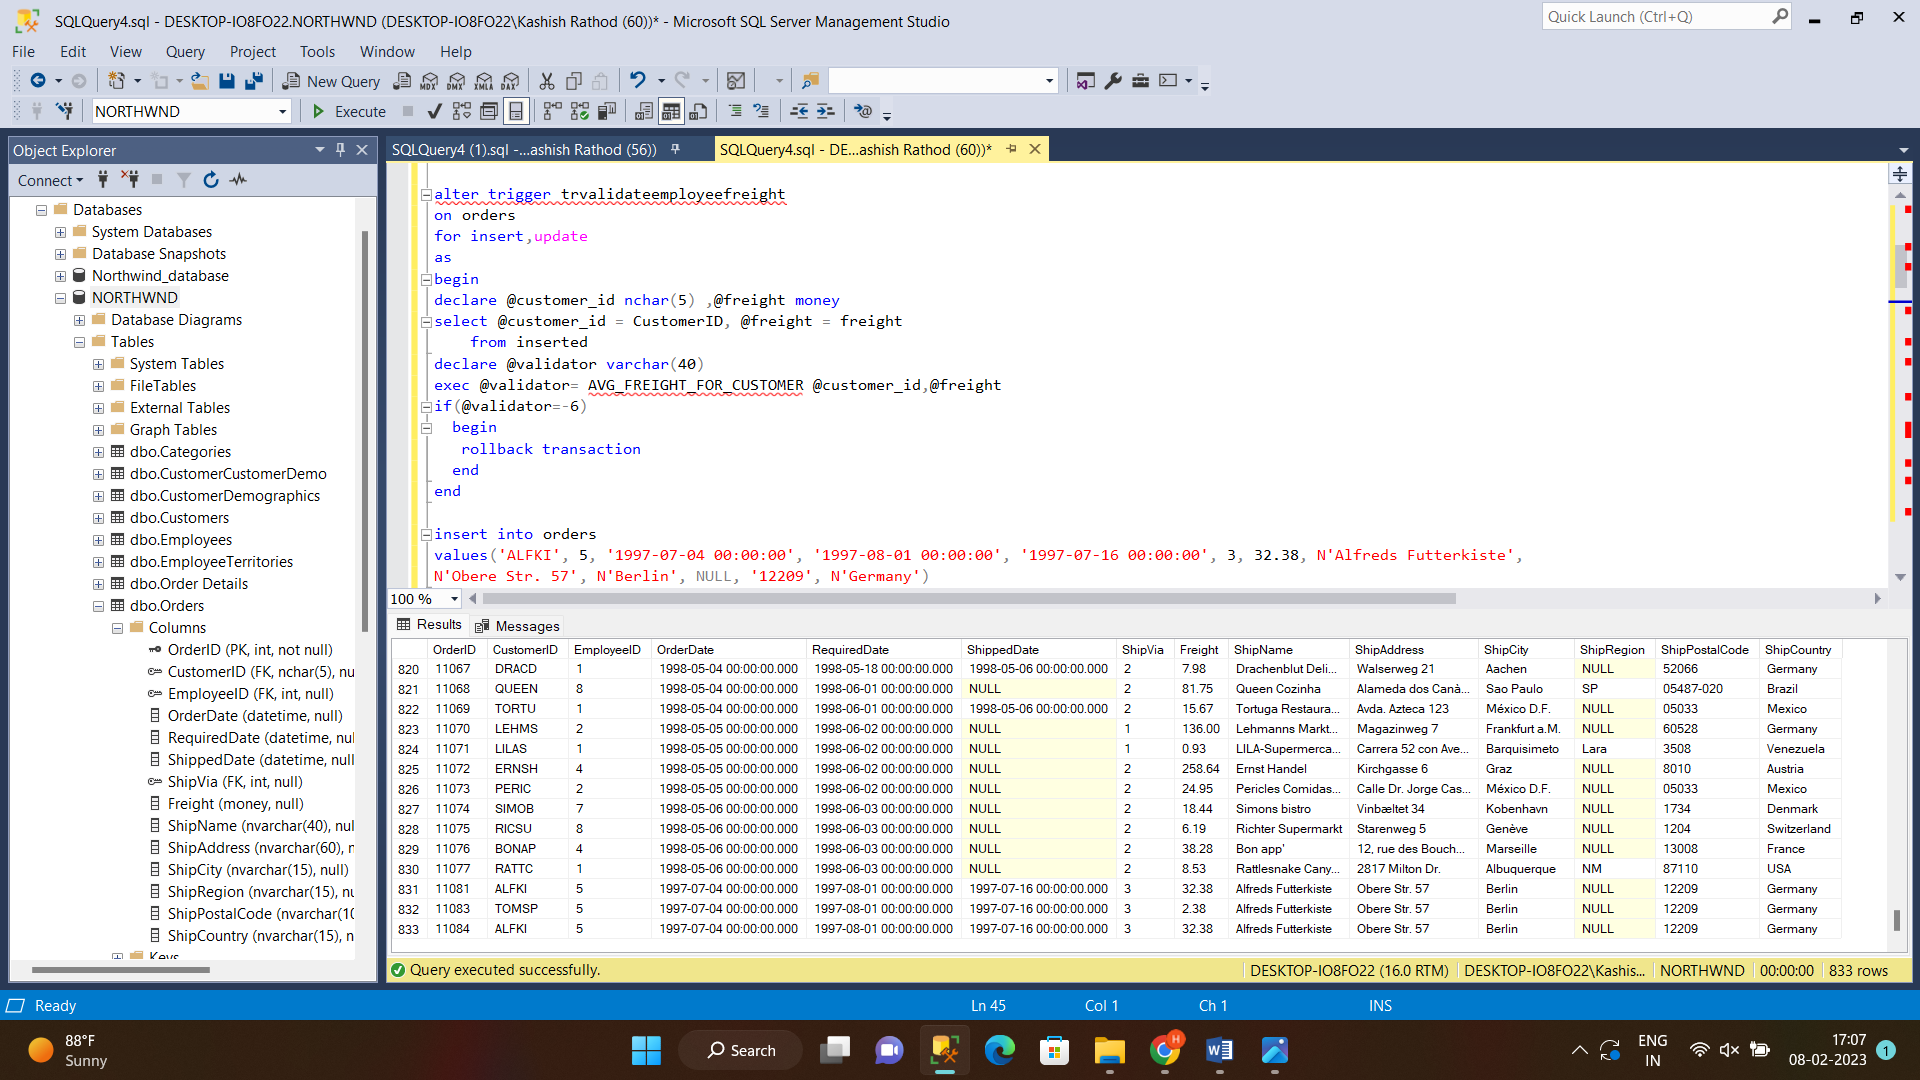 SQLQuery4.sql - DESKTOP-IO8FO22.NORTHWND (DESKTOP-IO8FO22\Kashish Rathod (60))* - Microsoft SQL Server Management Studio
Quick Launch (Ctrl+Q)
File Edit View Query Project Tools Window Help
New Query MDX DMX XMLA DAX
NORTHWND Execute
Object Explorer
SQLQuery4 (1).sql -...ashish Rathod (56))
SQLQuery4.sql - DE...ashish Rathod (60))*
Connect
Databases
System Databases
Database Snapshots
Northwind_database
NORTHWND
Database Diagrams
Tables
System Tables
FileTables
External Tables
Graph Tables
dbo.Categories
dbo.CustomerCustomerDemo
dbo.CustomerDemographics
dbo.Customers
dbo.Employees
dbo.EmployeeTerritories
dbo.Order Details
dbo.Orders
Columns
OrderID (PK, int, not null)
CustomerID (FK, nchar(5), nu
EmployeeID (FK, int, null)
OrderDate (datetime, null)
RequiredDate (datetime, nul
ShippedDate (datetime, null
ShipVia (FK, int, null)
Freight (money, null)
ShipName (nvarchar(40), nul
ShipAddress (nvarchar(60), n
ShipCity (nvarchar(15), null)
ShipRegion (nvarchar(15), nu
ShipPostalCode (nvarchar(10
ShipCountry (nvarchar(15), n
Keys
alter trigger trvalidateemployeefreight
on orders
for insert,update
as
begin
declare @customer_id nchar(5) ,@freight money
select @customer_id = CustomerID, @freight = freight
from inserted
declare @validator varchar(40)
exec @validator= AVG_FREIGHT_FOR_CUSTOMER @customer_id,@freight
if(@validator=-6)
begin
rollback transaction
end
end
insert into orders
values('ALFKI', 5, '1997-07-04 00:00:00', '1997-08-01 00:00:00', '1997-07-16 00:00:00', 3, 32.38, N'Alfreds Futterkiste',
N'Obere Str. 57', N'Berlin', NULL, '12209', N'Germany')
100 %
Results Messages
OrderID CustomerID EmployeeID OrderDate RequiredDate ShippedDate ShipVia Freight ShipName ShipAddress ShipCity ShipRegion ShipPostalCode ShipCountry
820 11067 DRACD 1 1998-05-04 00:00:00.000 1998-05-18 00:00:00.000 1998-05-06 00:00:00.000 2 7.98 Drachenblut Deli... Walserweg 21 Aachen NULL 52066 Germany
821 11068 QUEEN 8 1998-05-04 00:00:00.000 1998-06-01 00:00:00.000 NULL 2 81.75 Queen Cozinha Alameda dos Canà... Sao Paulo SP 05487-020 Brazil
822 11069 TORTU 1 1998-05-04 00:00:00.000 1998-06-01 00:00:00.000 1998-05-06 00:00:00.000 2 15.67 Tortuga Restaura... Avda. Azteca 123 México D.F. NULL 05033 Mexico
823 11070 LEHMS 2 1998-05-05 00:00:00.000 1998-06-02 00:00:00.000 NULL 1 136.00 Lehmanns Markt... Magazinweg 7 Frankfurt a.M. NULL 60528 Germany
824 11071 LILAS 1 1998-05-05 00:00:00.000 1998-06-02 00:00:00.000 NULL 1 0.93 LILA-Supermerca... Carrera 52 con Ave... Barquisimeto Lara 3508 Venezuela
825 11072 ERNSH 4 1998-05-05 00:00:00.000 1998-06-02 00:00:00.000 NULL 2 258.64 Ernst Handel Kirchgasse 6 Graz NULL 8010 Austria
826 11073 PERIC 2 1998-05-05 00:00:00.000 1998-06-02 00:00:00.000 NULL 2 24.95 Pericles Comidas... Calle Dr. Jorge Cas... México D.F. NULL 05033 Mexico
827 11074 SIMOB 7 1998-05-06 00:00:00.000 1998-06-03 00:00:00.000 NULL 2 18.44 Simons bistro Vinbæltet 34 Kobenhavn NULL 1734 Denmark
828 11075 RICSU 8 1998-05-06 00:00:00.000 1998-06-03 00:00:00.000 NULL 2 6.19 Richter Supermarkt Starenweg 5 Genève NULL 1204 Switzerland
829 11076 BONAP 4 1998-05-06 00:00:00.000 1998-06-03 00:00:00.000 NULL 2 38.28 Bon app' 12, rue des Bouch... Marseille NULL 13008 France
830 11077 RATTC 1 1998-05-06 00:00:00.000 1998-06-03 00:00:00.000 NULL 2 8.53 Rattlesnake Cany... 2817 Milton Dr. Albuquerque NM 87110 USA
831 11081 ALFKI 5 1997-07-04 00:00:00.000 1997-08-01 00:00:00.000 1997-07-16 00:00:00.000 3 32.38 Alfreds Futterkiste Obere Str. 57 Berlin NULL 12209 Germany
832 11083 TOMSP 5 1997-07-04 00:00:00.000 1997-08-01 00:00:00.000 1997-07-16 00:00:00.000 3 2.38 Alfreds Futterkiste Obere Str. 57 Berlin NULL 12209 Germany
833 11084 ALFKI 5 1997-07-04 00:00:00.000 1997-08-01 00:00:00.000 1997-07-16 00:00:00.000 3 32.38 Alfreds Futterkiste Obere Str. 57 Berlin NULL 12209 Germany
Query executed successfully. DESKTOP-IO8FO22 (16.0 RTM) DESKTOP-IO8FO22\Kashis... NORTHWND 00:00:00 833 rows
Ready Ln 45 Col 1 Ch 1 INS
88°F
Sunny
Search
H
ENG
IN
17:07
08-02-2023
1